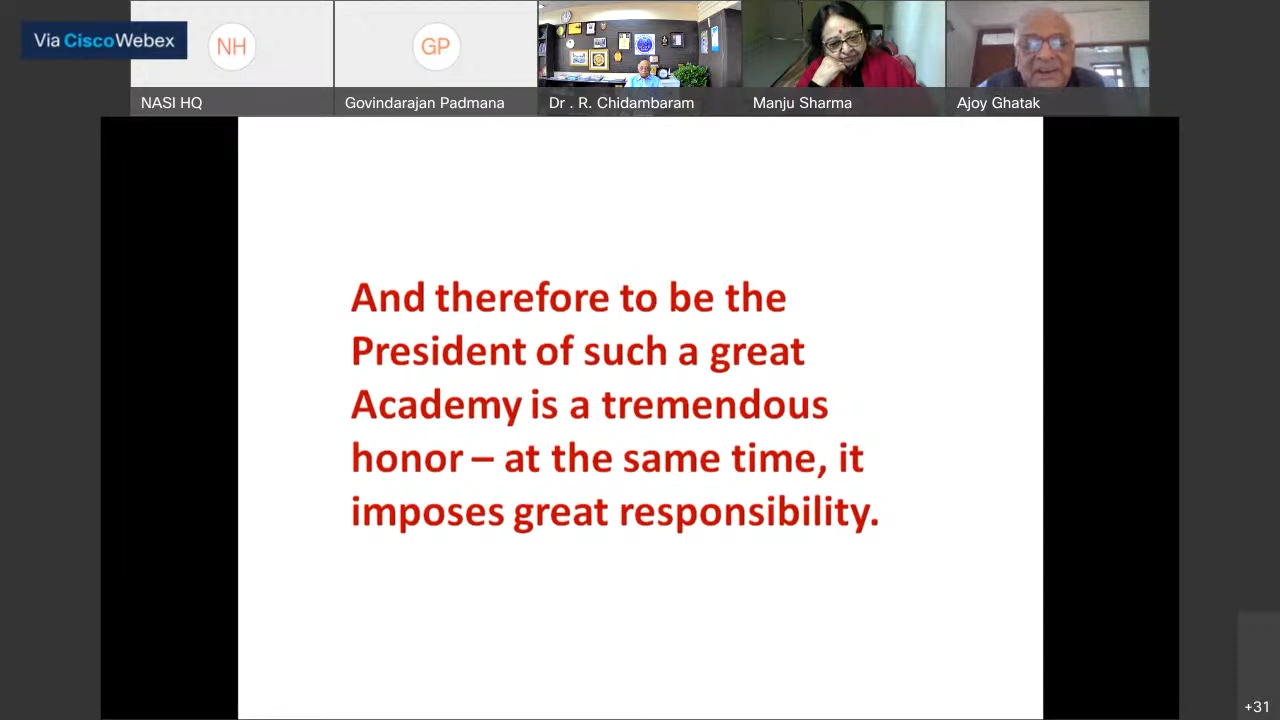 Via CiscoWebex
NH
GP
NASI HQ
Govindarajan Padmana
Dr . R. Chidambaram
Manju Sharma
Ajoy Ghatak
And therefore to be the
President of such a great
Academy is a tremendous
honor – at the same time, it
imposes great responsibility.
+31